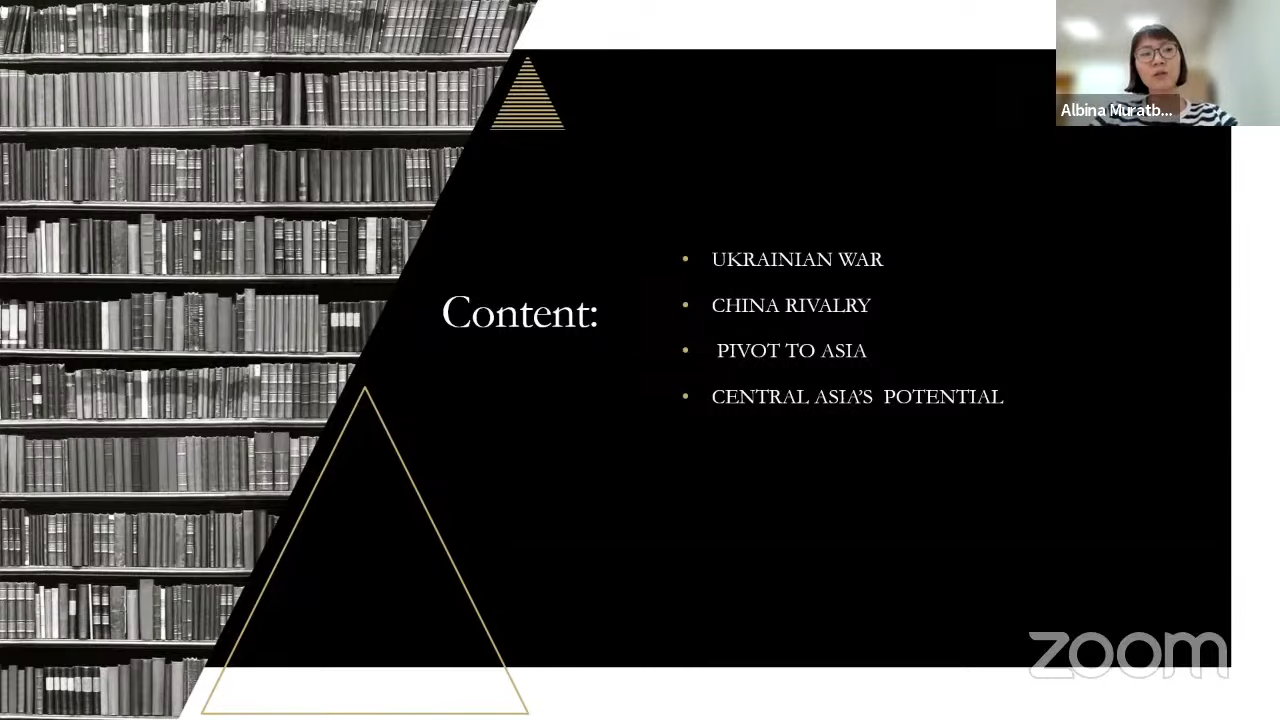 Albina Muratb...
Content:
• UKRAINIAN WAR
• CHINA RIVALRY
• PIVOT TO ASIA
• CENTRAL ASIA’S POTENTIAL
zoom